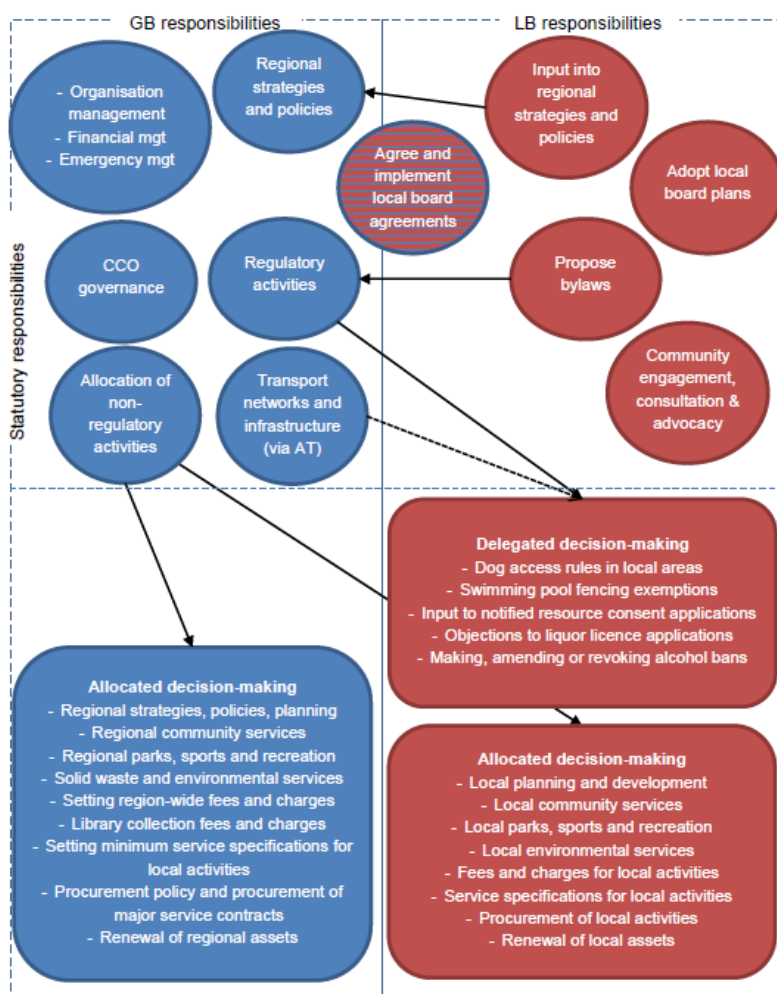 GB responsibilities
LB responsibilities
Statutory responsibilities
- Organisation
management
- Financial mgt
- Emergency mgt
Regional
strategies
and policies
Input into
regional
strategies and
policies
Agree and
implement
local board
agreements
Adopt local
board plans
CCO
governance
Regulatory
activities
Propose
bylaws
Allocation of
non-
regulatory
activities
Transport
networks and
infrastructure
(via AT)
Community
engagement,
consultation &
advocacy
Delegated decision-making
- Dog access rules in local areas
- Swimming pool fencing exemptions
- Input to notified resource consent applications
- Objections to liquor licence applications
- Making, amending or revoking alcohol bans
Allocated decision-making
- Regional strategies, policies, planning
- Regional community services
- Regional parks, sports and recreation
- Solid waste and environmental services
- Setting region-wide fees and charges
- Library collection fees and charges
- Setting minimum service specifications for
local activities
- Procurement policy and procurement of
major service contracts
- Renewal of regional assets
Allocated decision-making
- Local planning and development
- Local community services
- Local parks, sports and recreation
- Local environmental services
- Fees and charges for local activities
- Service specifications for local activities
- Procurement of local activities
- Renewal of local assets